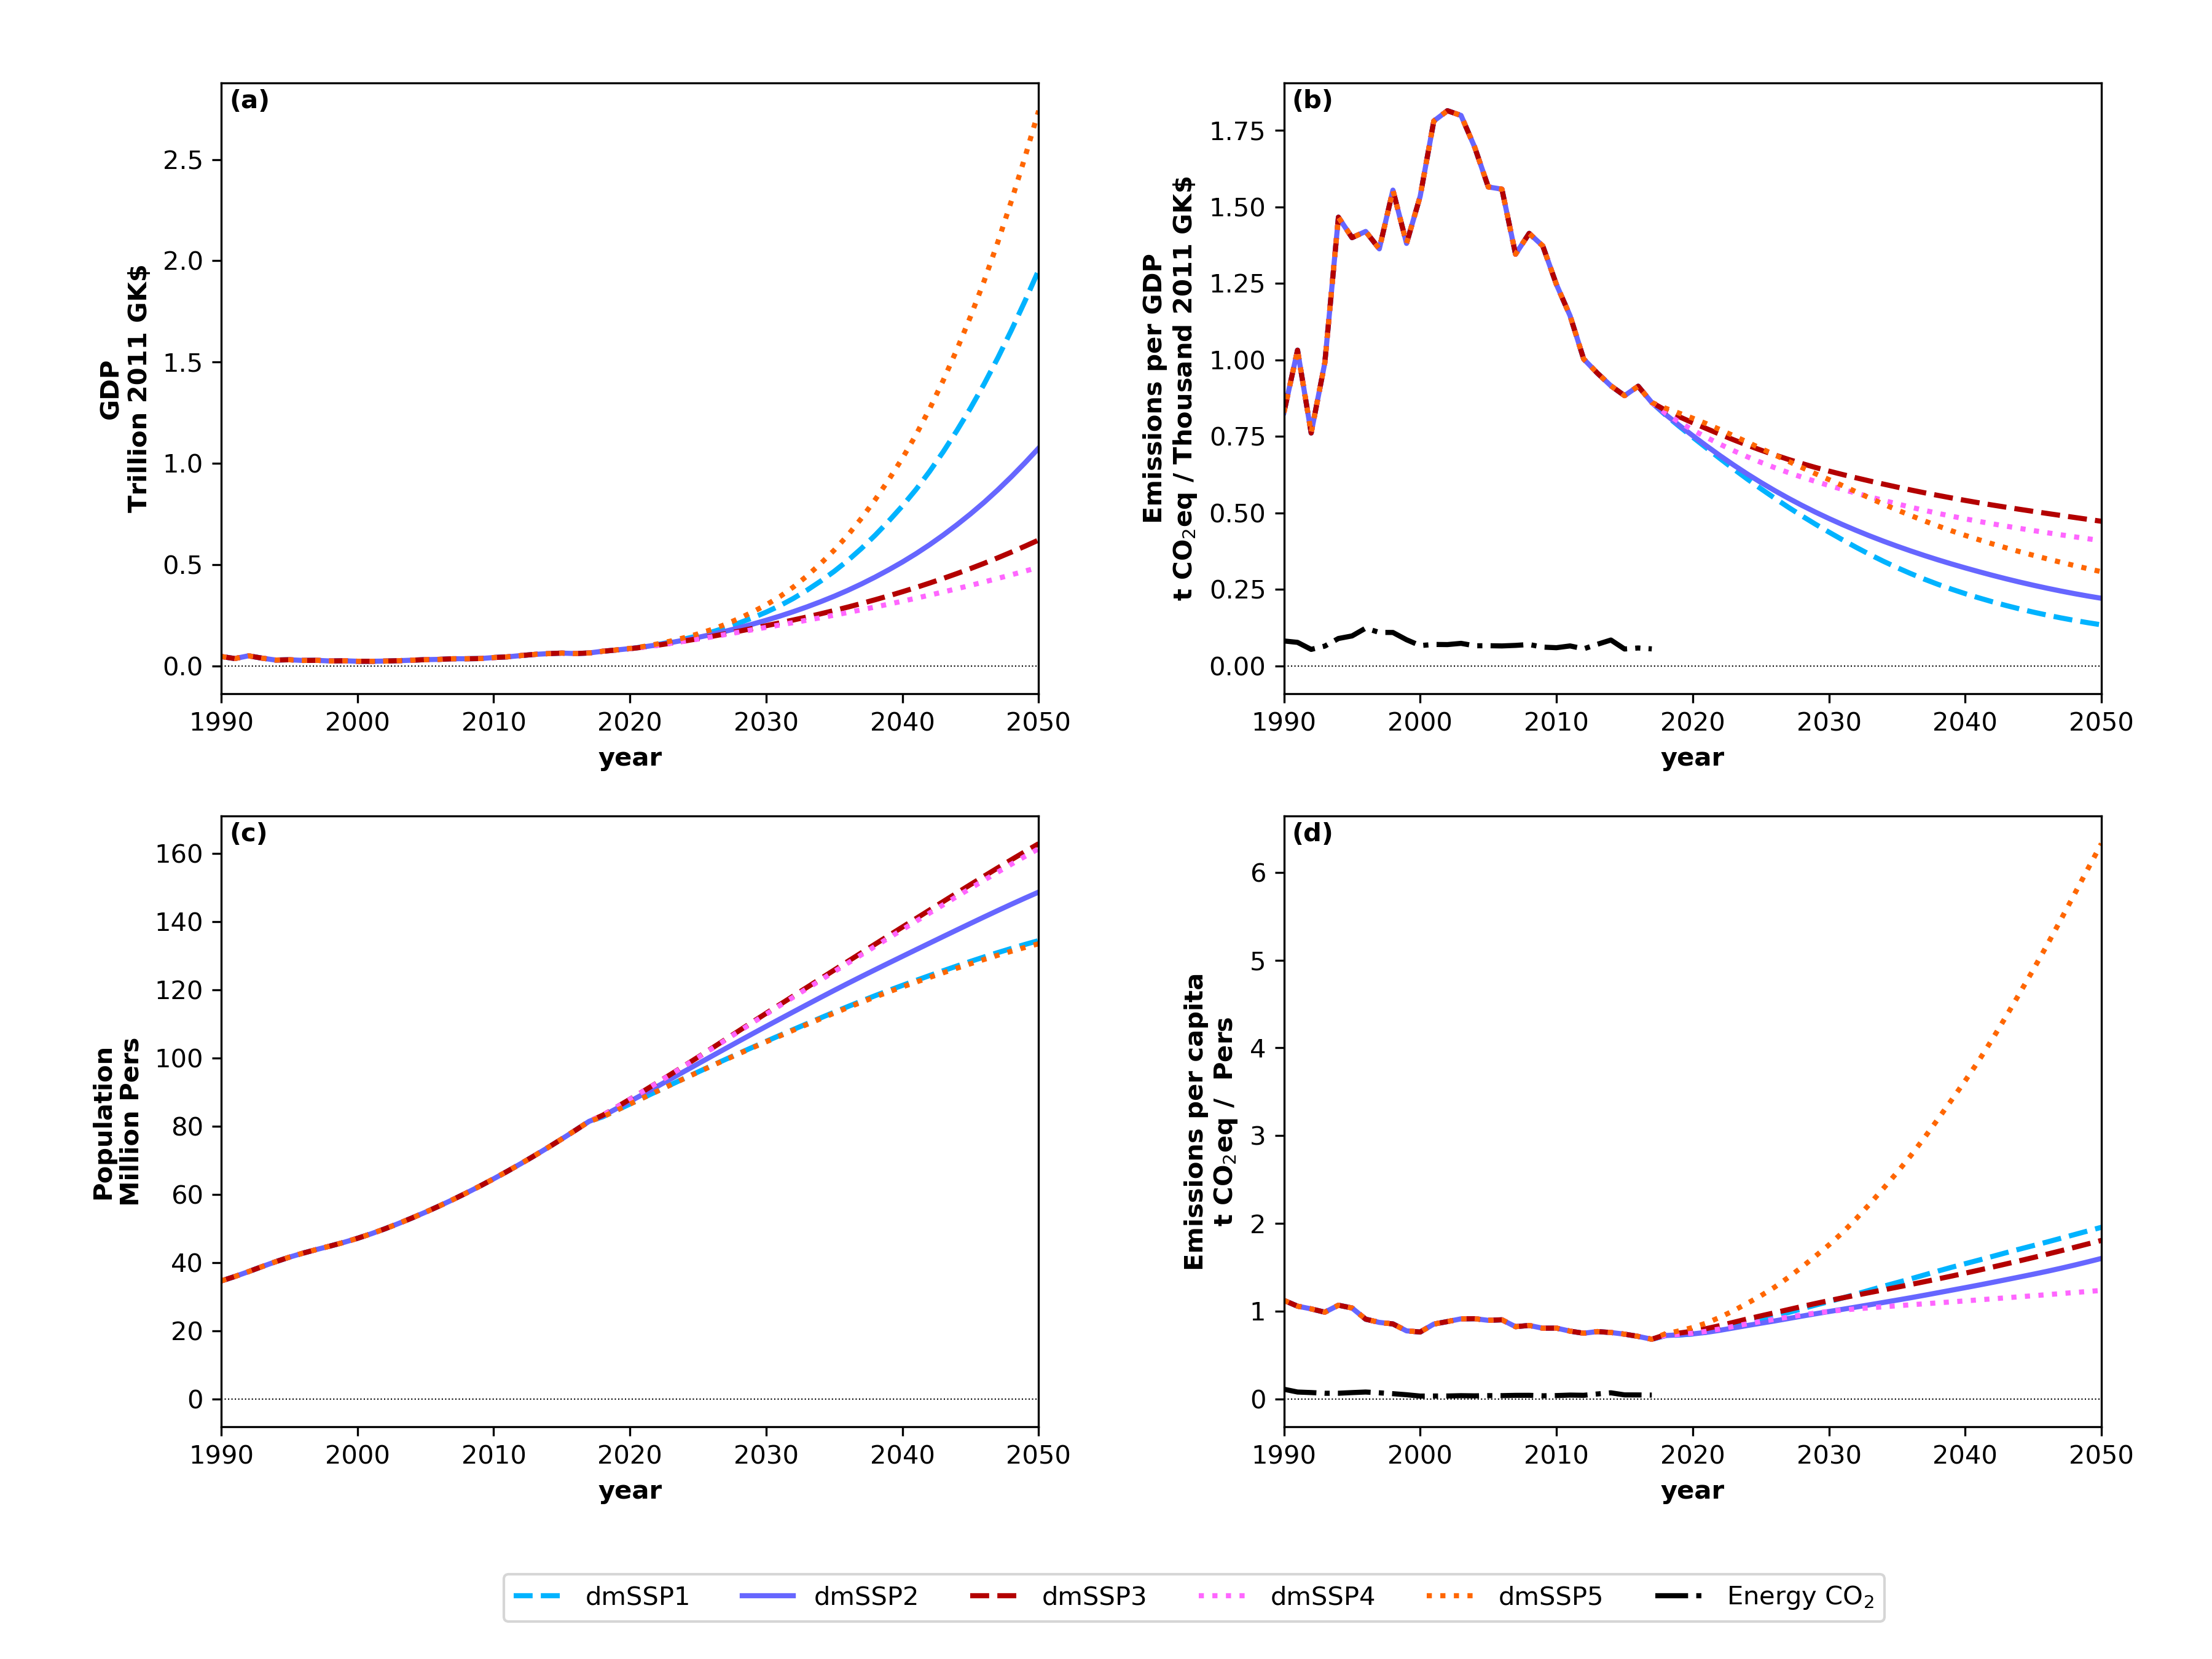 (a)
GDP
Trillion 2011 GK$
2.5
2.0
1.5
1.0
0.5
0.0
1990 2000 2010 2020 2030 2040 2050
year
(b)
Emissions per GDP
t CO₂eq / Thousand 2011 GK$
1.75
1.50
1.25
1.00
0.75
0.50
0.25
0.00
1990 2000 2010 2020 2030 2040 2050
year
(c)
Population
Million Pers
160
140
120
100
80
60
40
20
0
1990 2000 2010 2020 2030 2040 2050
year
(d)
Emissions per capita
t CO₂eq / Pers
6
5
4
3
2
1
0
1990 2000 2010 2020 2030 2040 2050
year
dmSSP1 dmSSP2 dmSSP3 dmSSP4 dmSSP5 Energy CO₂